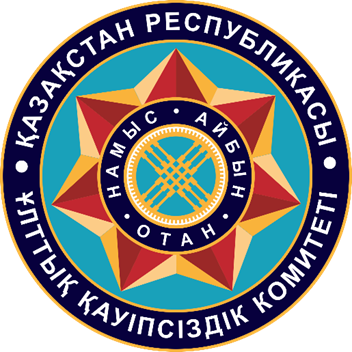 ҚАЗАҚСТАН РЕСПУБЛИКАСЫ
ҰЛТТЫҚ ҚАУІПСІЗДІК КОМИТЕТІ
НАМЫС • АЙБЫН • ОТАН •